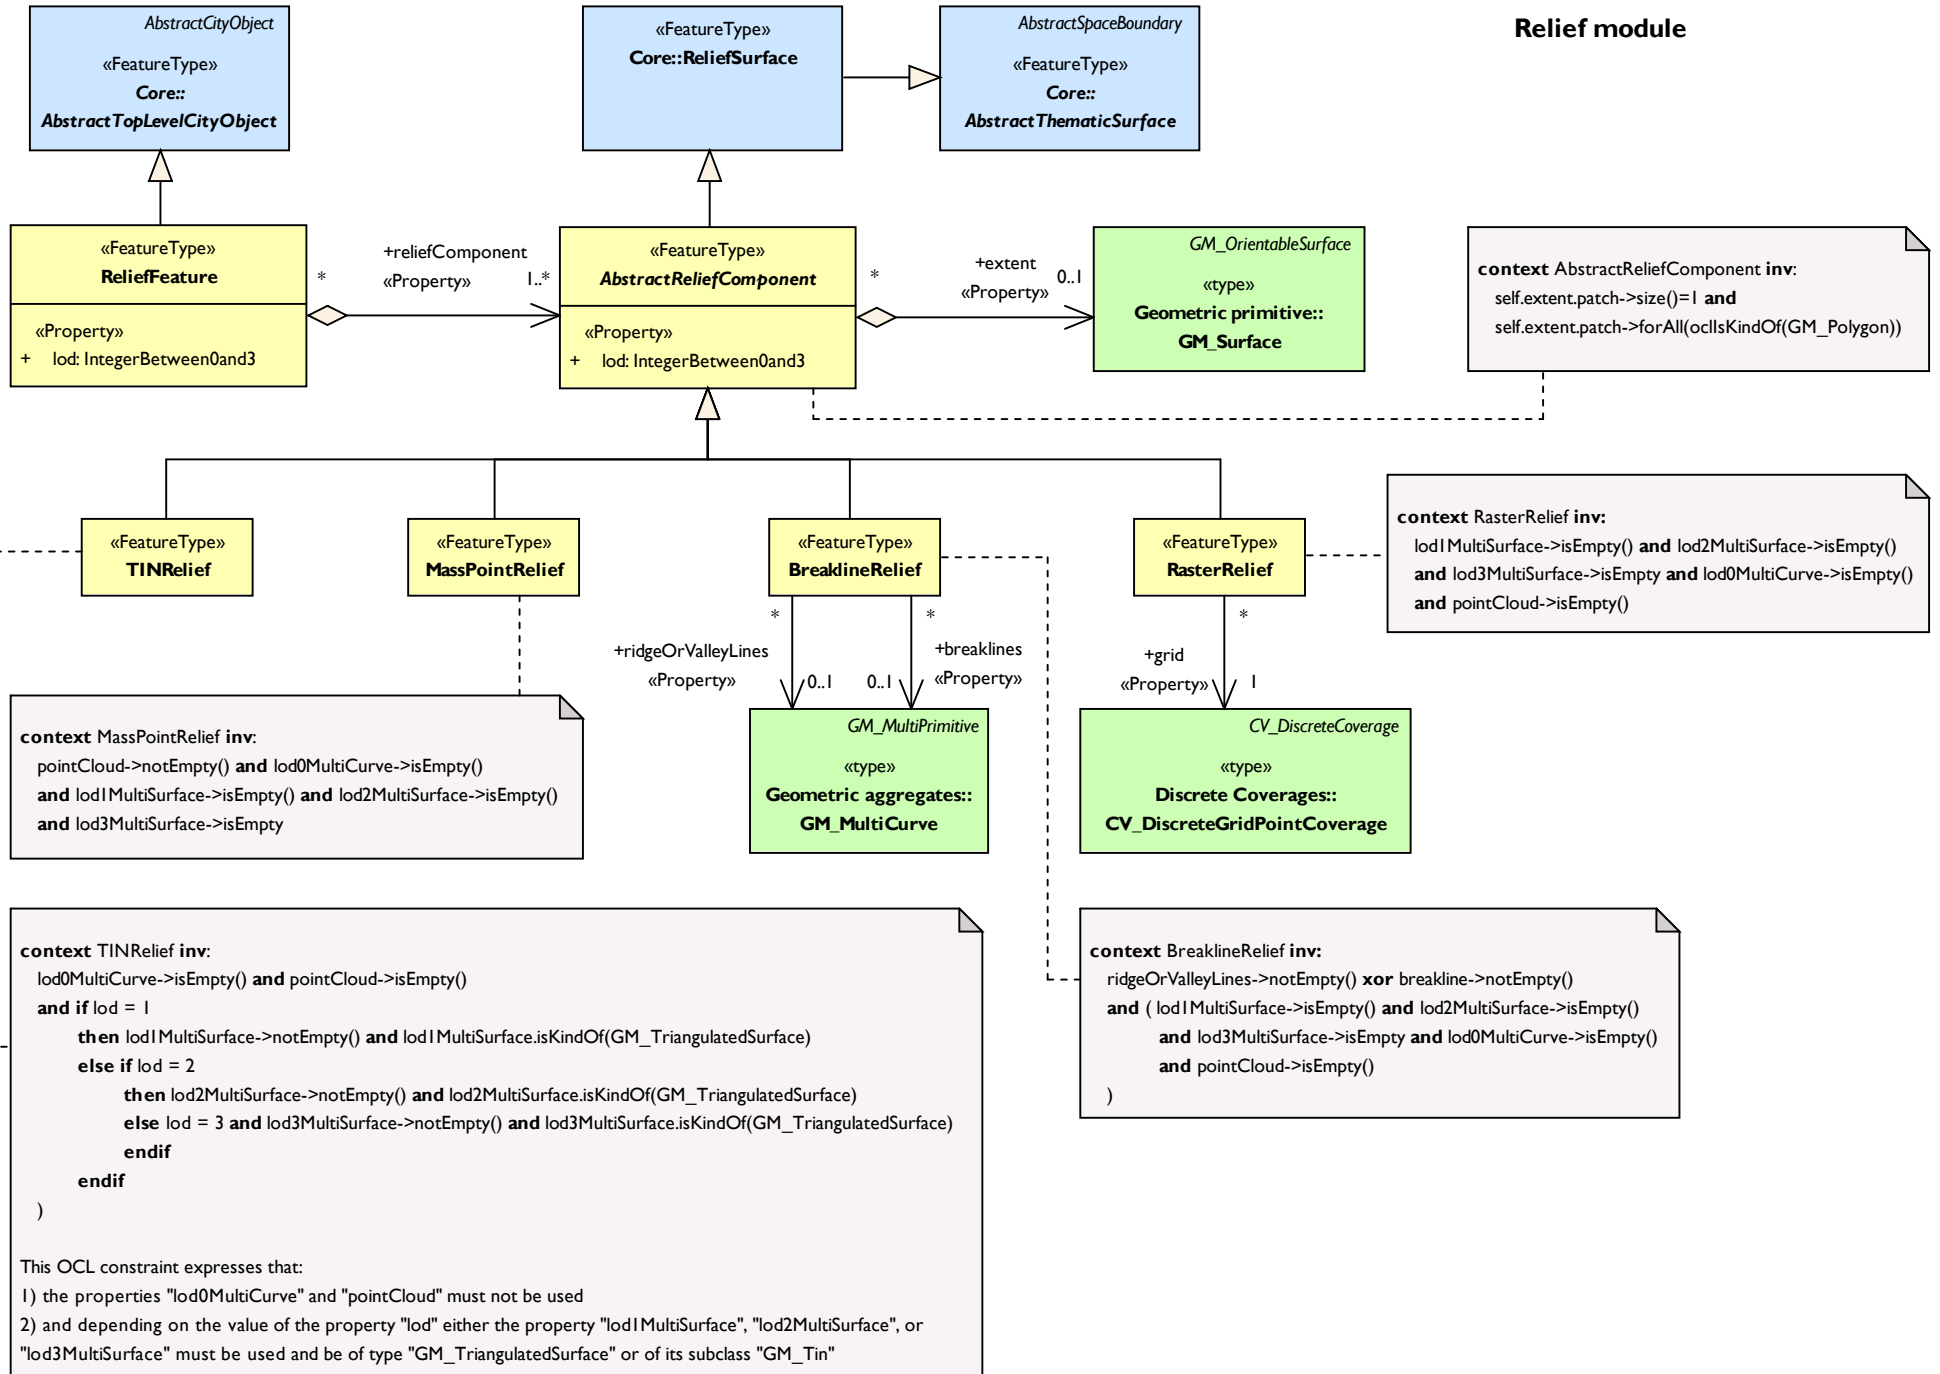 Relief module
AbstractCityObject
«FeatureType»
Core::
AbstractTopLevelCityObject
«FeatureType»
Core::ReliefSurface
AbstractSpaceBoundary
«FeatureType»
Core::
AbstractThematicSurface
«FeatureType»
ReliefFeature
«Property»
+ lod: IntegerBetween0and3
*
+reliefComponent
«Property»
1..*
«FeatureType»
AbstractReliefComponent
«Property»
+ lod: IntegerBetween0and3
*
+extent
«Property»
0..1
GM_OrientableSurface
«type»
Geometric primitive::
GM_Surface
context AbstractReliefComponent inv:
self.extent.patch->size()=1 and
self.extent.patch->forAll(oclIsKindOf(GM_Polygon))
«FeatureType»
TINRelief
«FeatureType»
MassPointRelief
«FeatureType»
BreaklineRelief
«FeatureType»
RasterRelief
context RasterRelief inv:
lod1MultiSurface->isEmpty() and lod2MultiSurface->isEmpty()
and lod3MultiSurface->isEmpty and lod0MultiCurve->isEmpty()
and pointCloud->isEmpty()
*
+ridgeOrValleyLines
«Property»
0..1
*
+breaklines
«Property»
0..1
*
+grid
«Property»
1
context MassPointRelief inv:
pointCloud->notEmpty() and lod0MultiCurve->isEmpty()
and lod1MultiSurface->isEmpty() and lod2MultiSurface->isEmpty()
and lod3MultiSurface->isEmpty
GM_MultiPrimitive
«type»
Geometric aggregates::
GM_MultiCurve
CV_DiscreteCoverage
«type»
Discrete Coverages::
CV_DiscreteGridPointCoverage
context TINRelief inv:
lod0MultiCurve->isEmpty() and pointCloud->isEmpty()
and if lod = 1
then lod1MultiSurface->notEmpty() and lod1MultiSurface.isKindOf(GM_TriangulatedSurface)
else if lod = 2
then lod2MultiSurface->notEmpty() and lod2MultiSurface.isKindOf(GM_TriangulatedSurface)
else lod = 3 and lod3MultiSurface->notEmpty() and lod3MultiSurface.isKindOf(GM_TriangulatedSurface)
endif
endif
)
This OCL constraint expresses that:
1) the properties "lod0MultiCurve" and "pointCloud" must not be used
2) and depending on the value of the property "lod" either the property "lod1MultiSurface", "lod2MultiSurface", or
"lod3MultiSurface" must be used and be of type "GM_TriangulatedSurface" or of its subclass "GM_Tin"
context BreaklineRelief inv:
ridgeOrValleyLines->notEmpty() xor breakline->notEmpty()
and ( lod1MultiSurface->isEmpty() and lod2MultiSurface->isEmpty()
and lod3MultiSurface->isEmpty and lod0MultiCurve->isEmpty()
and pointCloud->isEmpty()
)